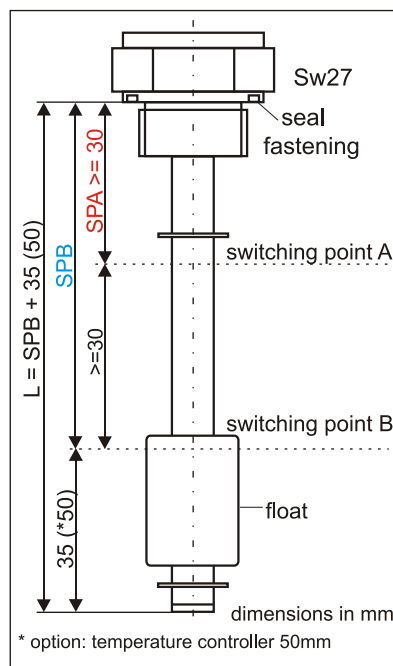 Sw27
seal
fastening
SPA >= 30
switching point A
SPB
L = SPB + 35 (50)
>=30
switching point B
35 (*50)
float
dimensions in mm
* option: temperature controller 50mm